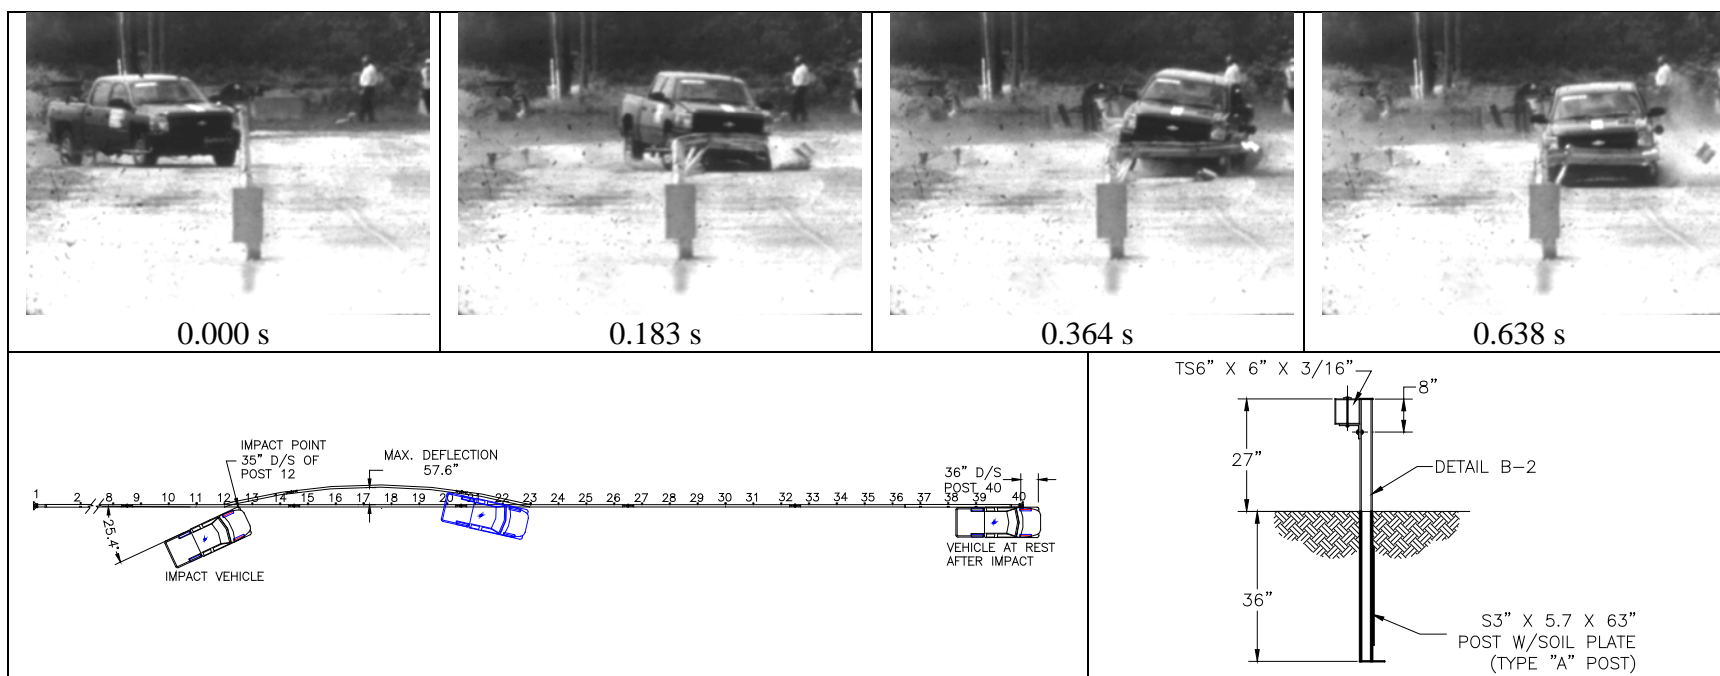 0.000 s
0.183 s
0.364 s
0.638 s
IMPACT POINT
35” D/S OF
POST 12
MAX. DEFLECTION
57.6”
36” D/S
POST 40
1 2 8 9 10 11 12 13 14 15 16 17 18 19 20 21 22 23 24 25 26 27 28 29 30 31 32 33 34 35 36 37 38 39 40
25.4°
IMPACT VEHICLE
VEHICLE AT REST
AFTER IMPACT
TS6” X 6” X 3/16”
8”
27”
DETAIL B-2
36”
S3” X 5.7 X 63”
POST W/SOIL PLATE
(TYPE ”A” POST)